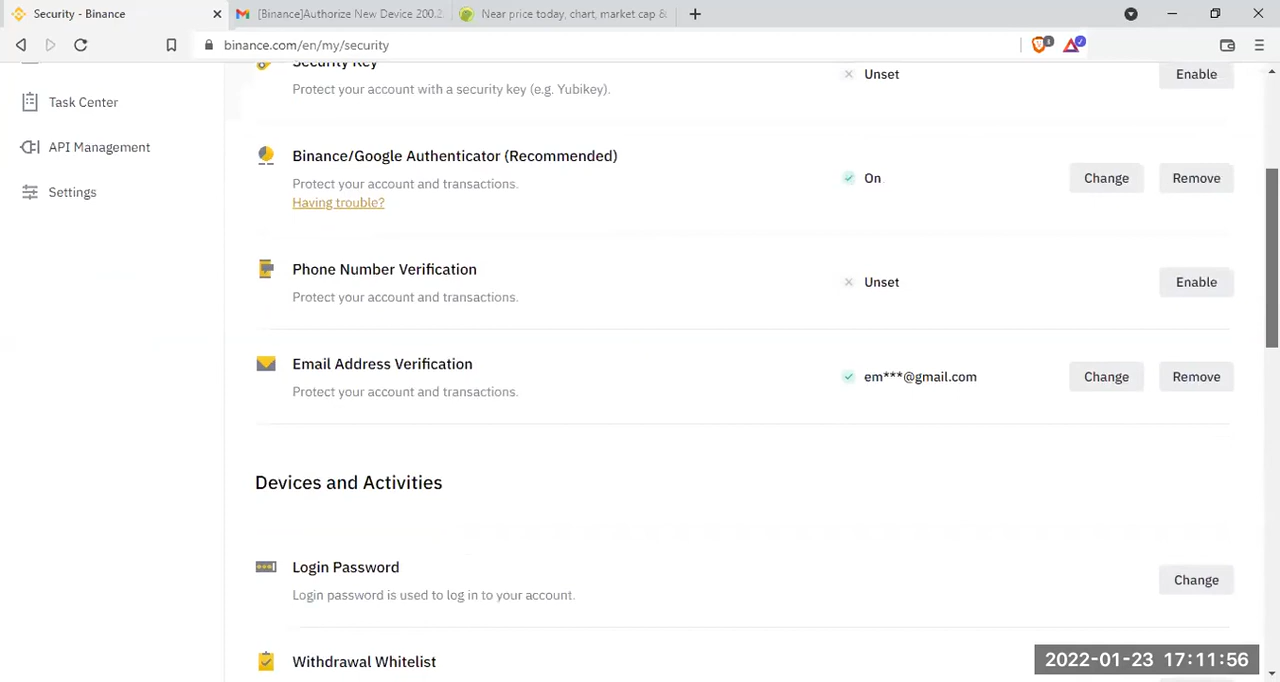 Security - Binance
[Binance]Authorize New Device 200.2
Near price today, chart, market cap &
binance.com/en/my/security
Security Key
Unset
Enable
Protect your account with a security key (e.g. Yubikey).
Task Center
API Management
Settings
Binance/Google Authenticator (Recommended)
Protect your account and transactions.
Having trouble?
On
Change
Remove
Phone Number Verification
Protect your account and transactions.
Unset
Enable
Email Address Verification
Protect your account and transactions.
em***@gmail.com
Change
Remove
Devices and Activities
Login Password
Login password is used to log in to your account.
Change
Withdrawal Whitelist
2022-01-23 17:11:56